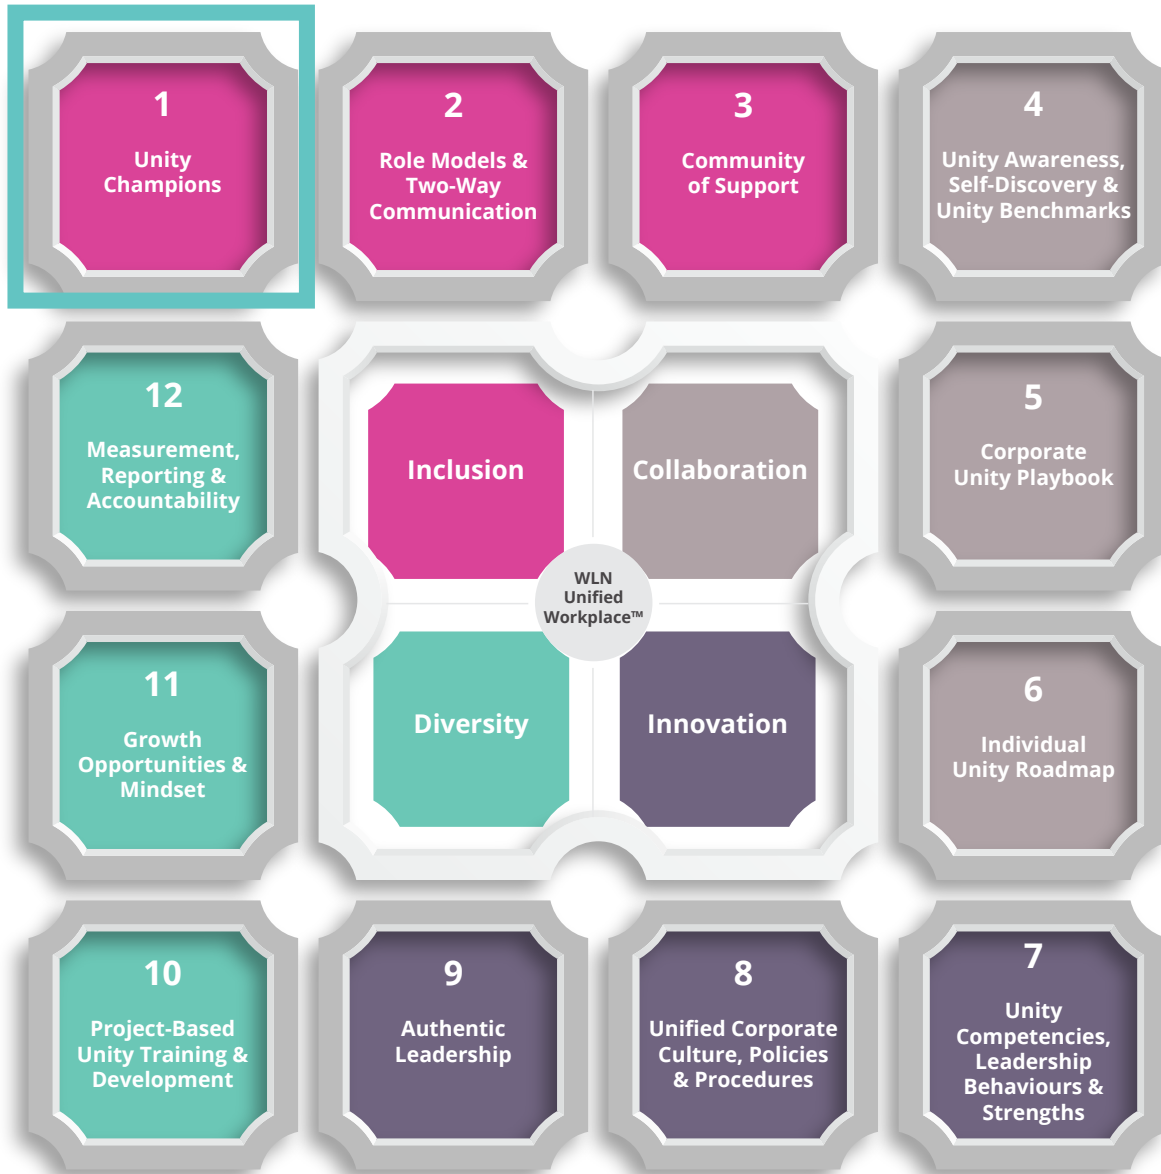 1
Unity
Champions
2
Role Models &
Two-Way
Communication
3
Community
of Support
4
Unity Awareness,
Self-Discovery &
Unity Benchmarks
12
Measurement,
Reporting &
Accountability
Inclusion
Collaboration
5
Corporate
Unity Playbook
WLN
Unified
Workplace™
11
Growth
Opportunities &
Mindset
Diversity
Innovation
6
Individual
Unity Roadmap
10
Project-Based
Unity Training &
Development
9
Authentic
Leadership
8
Unified Corporate
Culture, Policies
& Procedures
7
Unity
Competencies,
Leadership
Behaviours &
Strengths